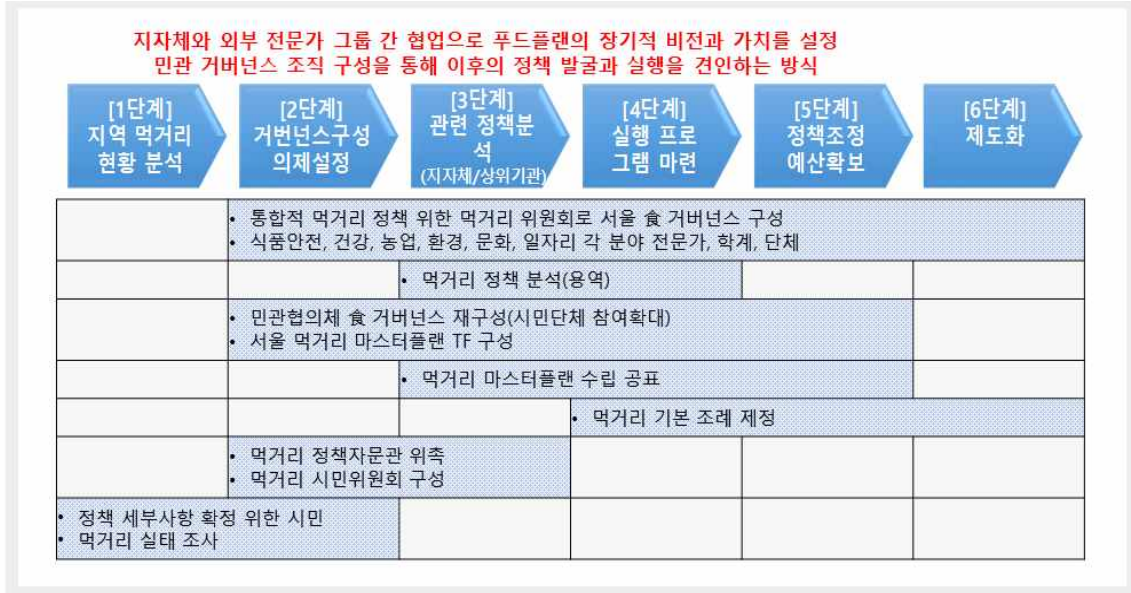 지자체와 외부 전문가 그룹 간 협업으로 푸드플랜의 장기적 비전과 가치를 설정
민관 거버넌스 조직 구성을 통해 이후의 정책 발굴과 실행을 견인하는 방식
[1단계]
지역 먹거리
현황 분석
[2단계]
거번넌스구성
의제설정
[3단계]
관련 정책분
석
(지자체/상위기관)
[4단계]
실행 프로
그램 마련
[5단계]
정책조정
예산확보
[6단계]
제도화
• 통합적 먹거리 정책 위한 먹거리 위원회로 서울 食 거버넌스 구성
• 식품안전, 건강, 농업, 환경, 문화, 일자리 각 분야 전문가, 학계, 단체
• 먹거리 정책 분석(용역)
• 민관협의체 食 거버넌스 재구성(시민단체 참여확대)
• 서울 먹거리 마스터플랜 TF 구성
• 먹거리 마스터플랜 수립 공표
• 먹거리 기본 조례 제정
• 먹거리 정책자문관 위촉
• 먹거리 시민위원회 구성
• 정책 세부사항 확정 위한 시민
• 먹거리 실태 조사